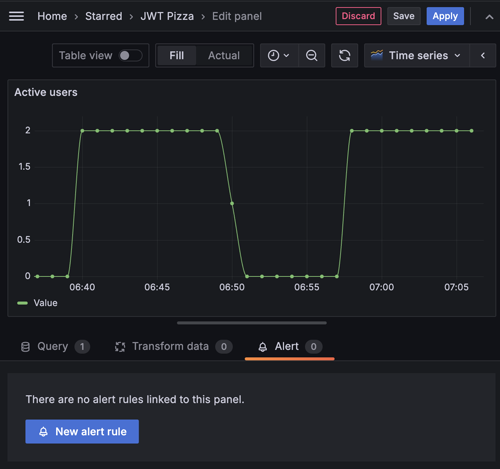 Home > Starred > JWT Pizza > Edit panel Discard Save Apply
Table view Fill Actual Time series
Active users
2
1.5
1
0.5
0
06:40 06:45 06:50 06:55 07:00 07:05
Value
Query 1 Transform data 0 Alert 0
There are no alert rules linked to this panel.
New alert rule